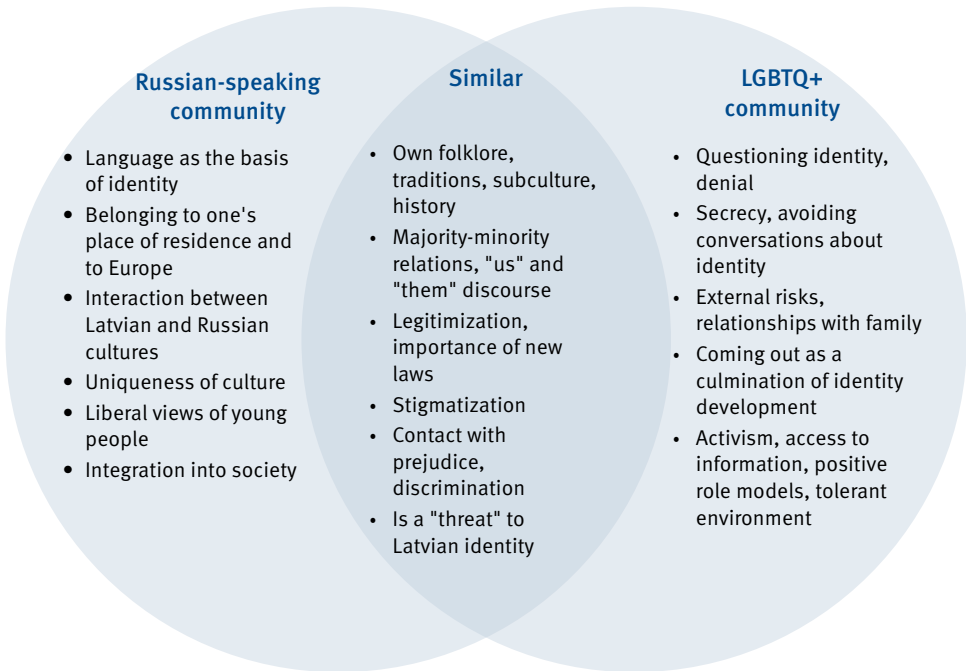 Russian-speaking
community
• Language as the basis
of identity
• Belonging to one's
place of residence and
to Europe
• Interaction between
Latvian and Russian
cultures
• Uniqueness of culture
• Liberal views of young
people
• Integration into society
Similar
• Own folklore,
traditions, subculture,
history
• Majority-minority
relations, "us" and
"them" discourse
• Legitimization,
importance of new
laws
• Stigmatization
• Contact with
prejudice,
discrimination
• Is a "threat" to
Latvian identity
LGBTQ+
community
• Questioning identity,
denial
• Secrecy, avoiding
conversations about
identity
• External risks,
relationships with family
• Coming out as a
culmination of identity
development
• Activism, access to
information, positive
role models, tolerant
environment